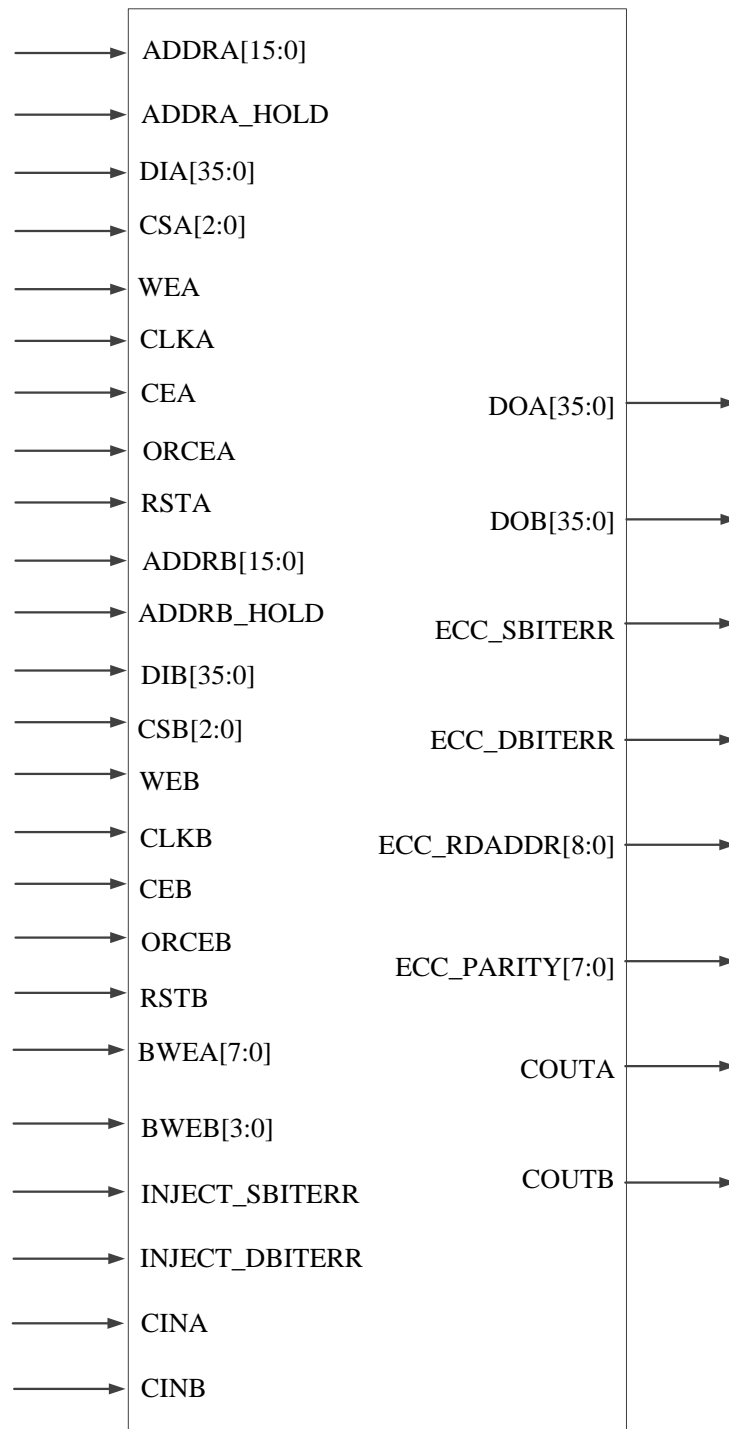 ADDRA[15:0]
ADDRA_HOLD
DIA[35:0]
CSA[2:0]
WEA
CLKA
CEA
ORCEA
RSTA
ADDRB[15:0]
ADDRB_HOLD
DIB[35:0]
CSB[2:0]
WEB
CLKB
CEB
ORCEB
RSTB
BWEA[7:0]
BWEB[3:0]
INJECT_SBITERR
INJECT_DBITERR
CINA
CINB
DOA[35:0]
DOB[35:0]
ECC_SBITERR
ECC_DBITERR
ECC_RDADDR[8:0]
ECC_PARITY[7:0]
COUTA
COUTB